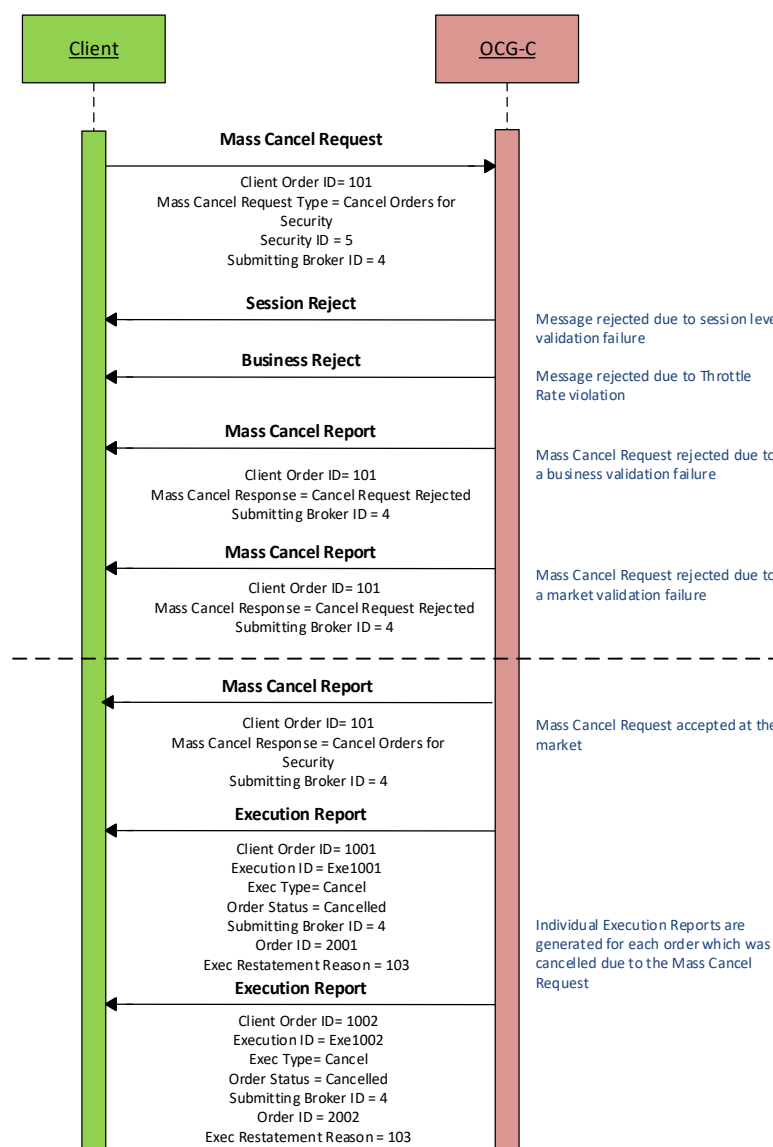 Client
OCG-C
Mass Cancel Request
Client Order ID= 101
Mass Cancel Request Type = Cancel Orders for
Security
Security ID = 5
Submitting Broker ID = 4
Session Reject
Message rejected due to session leve
validation failure
Business Reject
Message rejected due to Throttle
Rate violation
Mass Cancel Report
Mass Cancel Request rejected due to
a business validation failure
Client Order ID= 101
Mass Cancel Response = Cancel Request Rejected
Submitting Broker ID = 4
Mass Cancel Report
Mass Cancel Request rejected due to
a market validation failure
Client Order ID= 101
Mass Cancel Response = Cancel Request Rejected
Submitting Broker ID = 4
Mass Cancel Report
Mass Cancel Request accepted at the
market
Client Order ID= 101
Mass Cancel Response = Cancel Orders for
Security
Submitting Broker ID = 4
Execution Report
Client Order ID= 1001
Execution ID = Exe1001
Exec Type= Cancel
Order Status = Cancelled
Submitting Broker ID = 4
Order ID = 2001
Exec Restatement Reason = 103
Individual Execution Reports are
generated for each order which was
cancelled due to the Mass Cancel
Request
Execution Report
Client Order ID= 1002
Execution ID = Exe1002
Exec Type= Cancel
Order Status = Cancelled
Submitting Broker ID = 4
Order ID = 2002
Exec Restatement Reason = 103